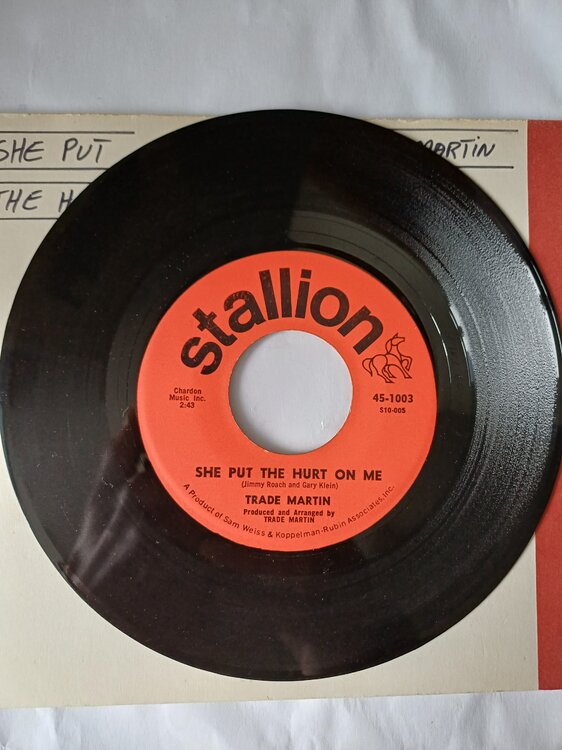 SHE PUT
MARTIN
THE H
stallion
Chardon
Music Inc.
2:43
45-1003
S10-005
SHE PUT THE HURT ON ME
(Jimmy Roach and Gary Klein)
TRADE MARTIN
Produced and Arranged by
TRADE MARTIN
A Product of Sam Weiss & Koppelman-Rubin Associates, Inc.